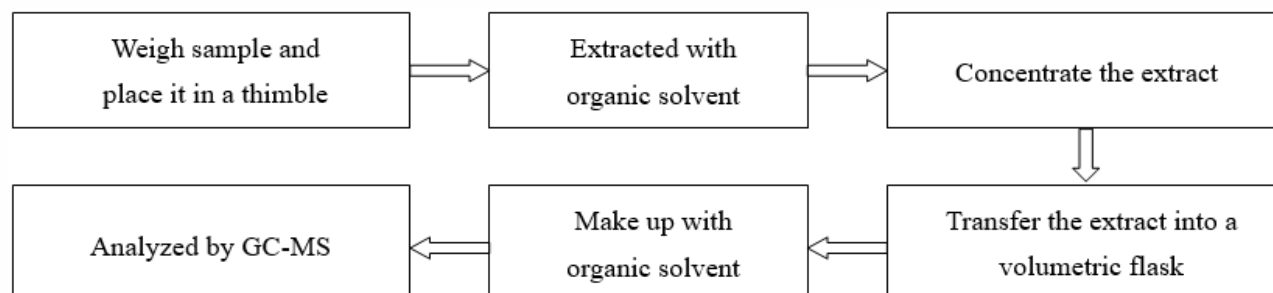 Weigh sample and
place it in a thimble
Extracted with
organic solvent
Concentrate the extract
Transfer the extract into a
volumetric flask
Make up with
organic solvent
Analyzed by GC-MS